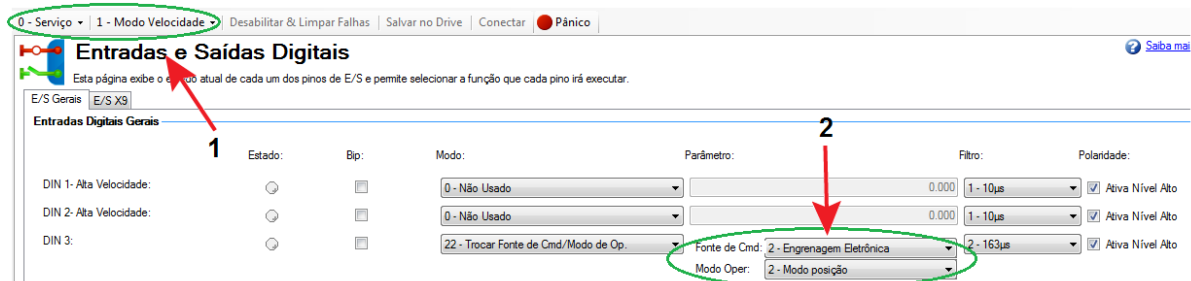 0 - Serviço 1 - Modo Velocidade Desabilitar & Limpar Falhas Salvar no Drive Conectar Pânico
Entradas e Saídas Digitais
Saiba mai
Esta página exibe o estado atual de cada um dos pinos de E/S e permite selecionar a função que cada pino irá executar.
E/S Gerais E/S X9
Entradas Digitais Gerais
1
2
Estado: Bip: Modo: Parâmetro: Filtro: Polaridade:
DIN 1- Alta Velocidade: 0 - Não Usado 0.000 1 - 10µs Ativa Nível Alto
DIN 2- Alta Velocidade: 0 - Não Usado 0.000 1 - 10µs Ativa Nível Alto
DIN 3: 22 - Trocar Fonte de Cmd/Modo de Op. Fonte de Cmd: 2 - Engrenagem Eletrônica 2 - 163µs Ativa Nível Alto
Modo Oper: 2 - Modo posição